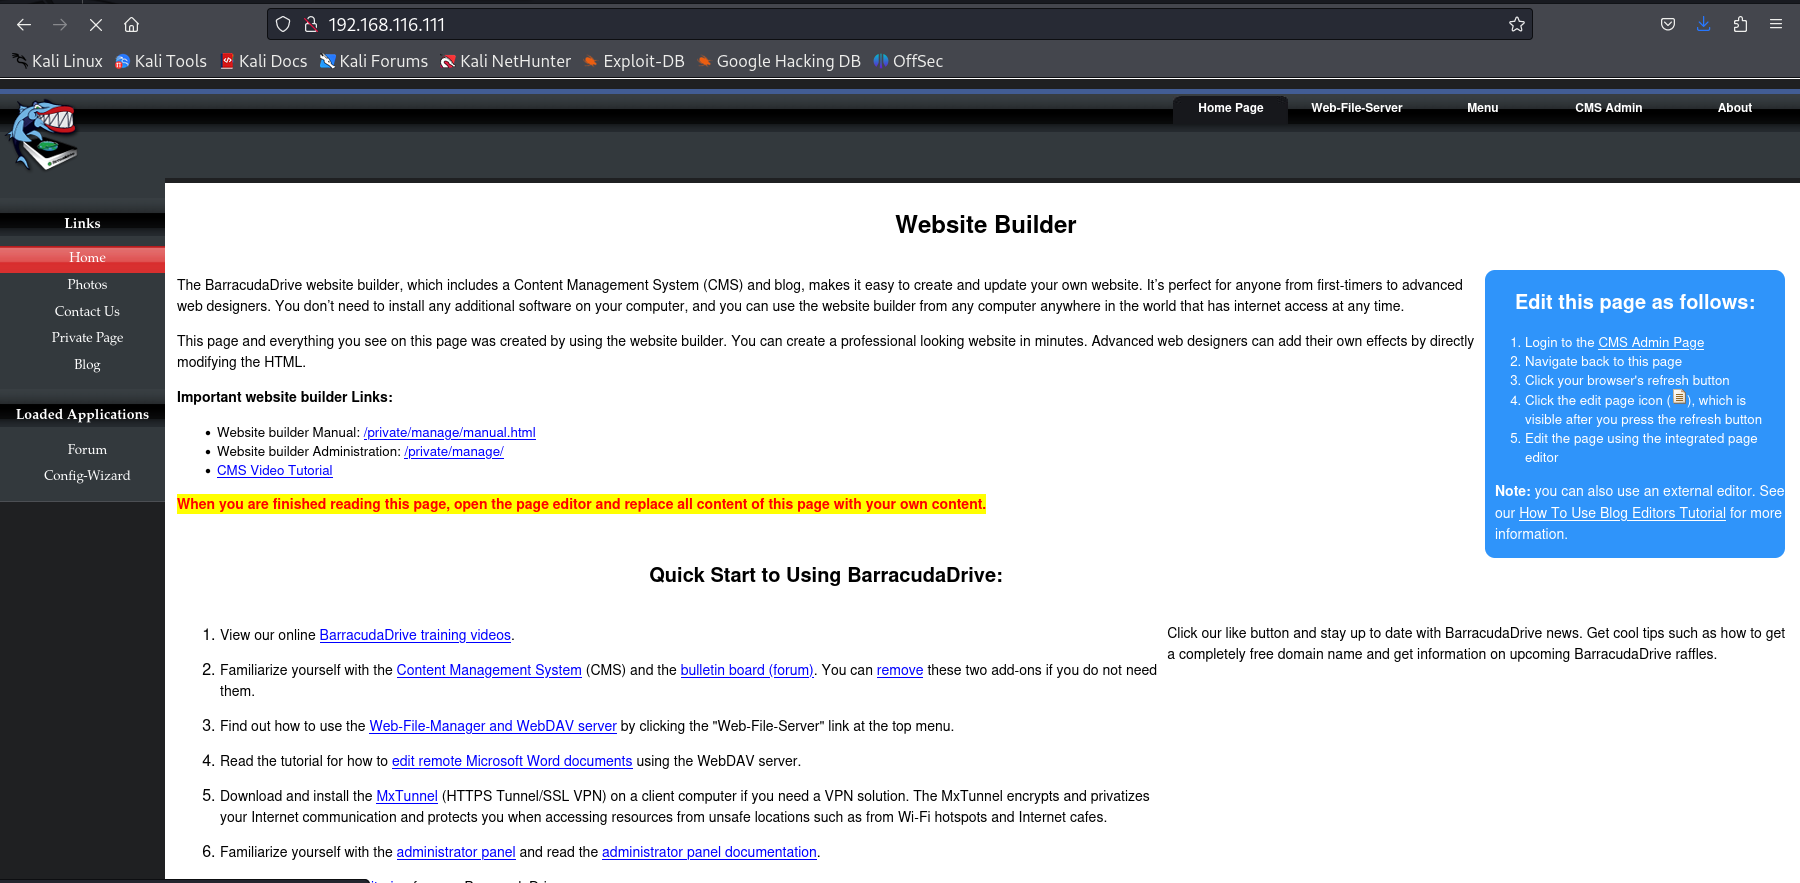 192.168.116.111
Kali Linux Kali Tools Kali Docs Kali Forums Kali NetHunter Exploit-DB Google Hacking DB OffSec
Home Page Web-File-Server Menu CMS Admin About
Links
Home
Photos
Contact Us
Private Page
Blog
Loaded Applications
Forum
Config-Wizard
Website Builder
The BarracudaDrive website builder, which includes a Content Management System (CMS) and blog, makes it easy to create and update your own website. It's perfect for anyone from first-timers to advanced
web designers. You don't need to install any additional software on your computer, and you can use the website builder from any computer anywhere in the world that has internet access at any time.
This page and everything you see on this page was created by using the website builder. You can create a professional looking website in minutes. Advanced web designers can add their own effects by directly
modifying the HTML.
Important website builder Links:
• Website builder Manual: /private/manage/manual.html
• Website builder Administration: /private/manage/
• CMS Video Tutorial
When you are finished reading this page, open the page editor and replace all content of this page with your own content.
Edit this page as follows:
1. Login to the CMS Admin Page
2. Navigate back to this page
3. Click your browser's refresh button
4. Click the edit page icon ( ), which is
visible after you press the refresh button
5. Edit the page using the integrated page
editor
Note: you can also use an external editor. See
our How To Use Blog Editors Tutorial for more
information.
Quick Start to Using BarracudaDrive:
1. View our online BarracudaDrive training videos.
2. Familiarize yourself with the Content Management System (CMS) and the bulletin board (forum). You can remove these two add-ons if you do not need
them.
3. Find out how to use the Web-File-Manager and WebDAV server by clicking the "Web-File-Server" link at the top menu.
4. Read the tutorial for how to edit remote Microsoft Word documents using the WebDAV server.
5. Download and install the MxTunnel (HTTPS Tunnel/SSL VPN) on a client computer if you need a VPN solution. The MxTunnel encrypts and privatizes
your Internet communication and protects you when accessing resources from unsafe locations such as from Wi-Fi hotspots and Internet cafes.
6. Familiarize yourself with the administrator panel and read the administrator panel documentation.
Click our like button and stay up to date with BarracudaDrive news. Get cool tips such as how to get
a completely free domain name and get information on upcoming BarracudaDrive raffles.